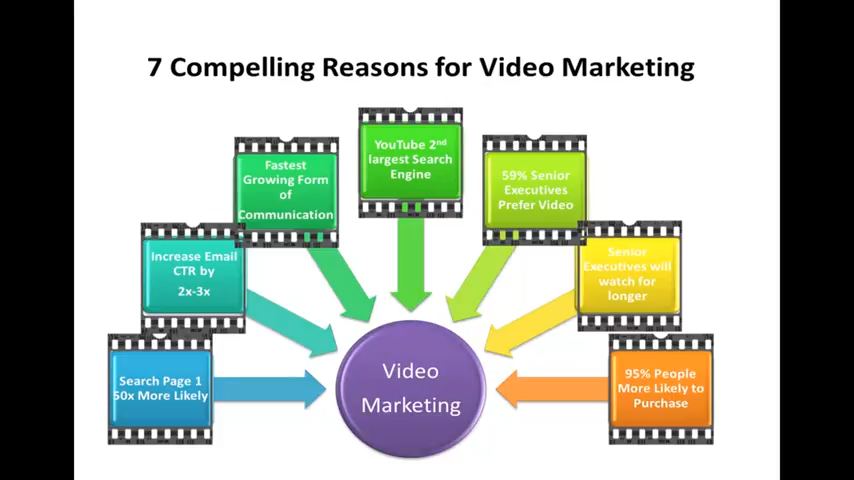 7 Compelling Reasons for Video Marketing
Search Page 1
50x More Likely
Increase Email
CTR by
2x-3x
Fastest
Growing Form
of
Communication
YouTube 2nd
largest Search
Engine
59% Senior
Executives
Prefer Video
Senior
Executives will
watch for
longer
95% People
More Likely to
Purchase
Video
Marketing